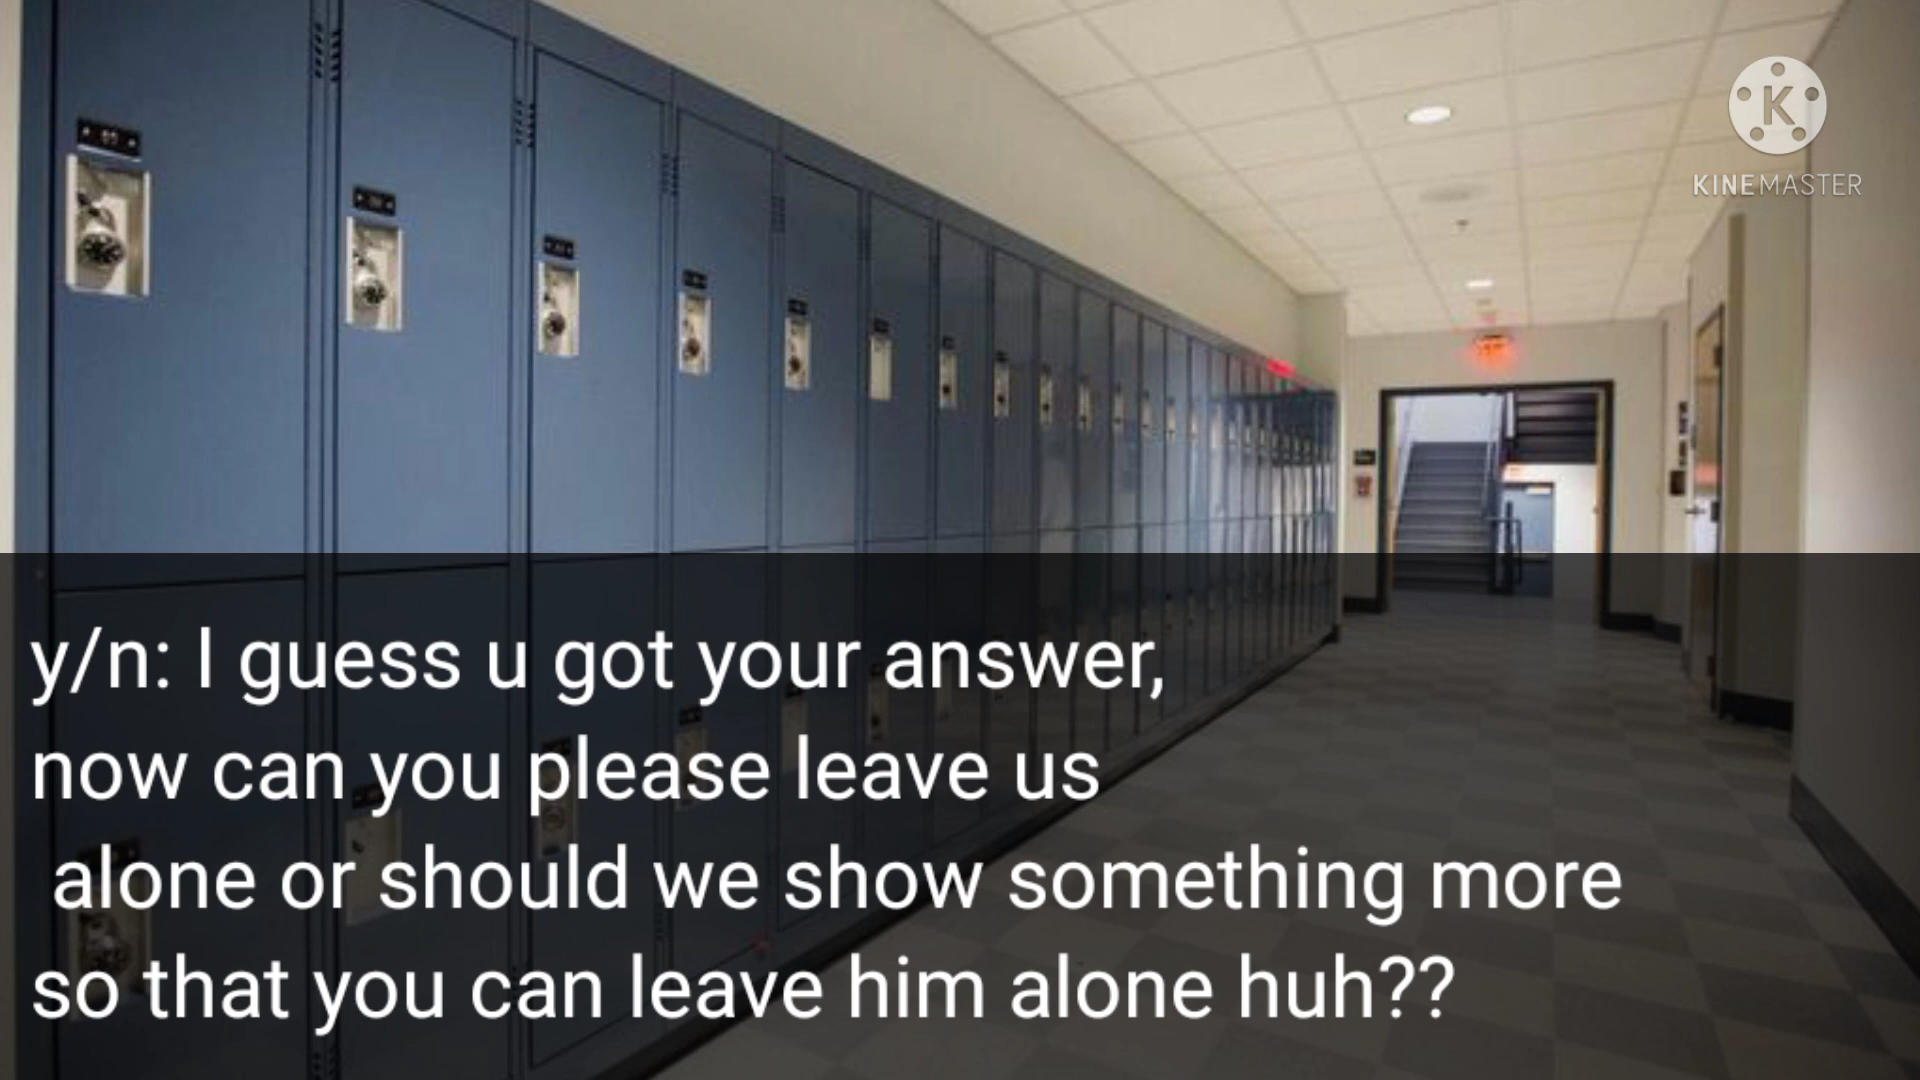 KINEMASTER
y/n: I guess u got your answer,
now can you please leave us
alone or should we show something more
so that you can leave him alone huh??